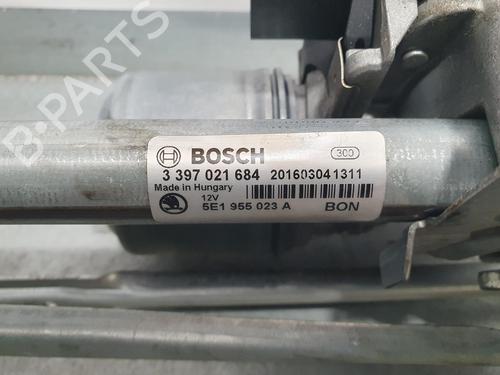 B-PARTS
BOSCH
300
3 397 021 684 201603041311
Made in Hungary
12V
5E1 955 023 A BON